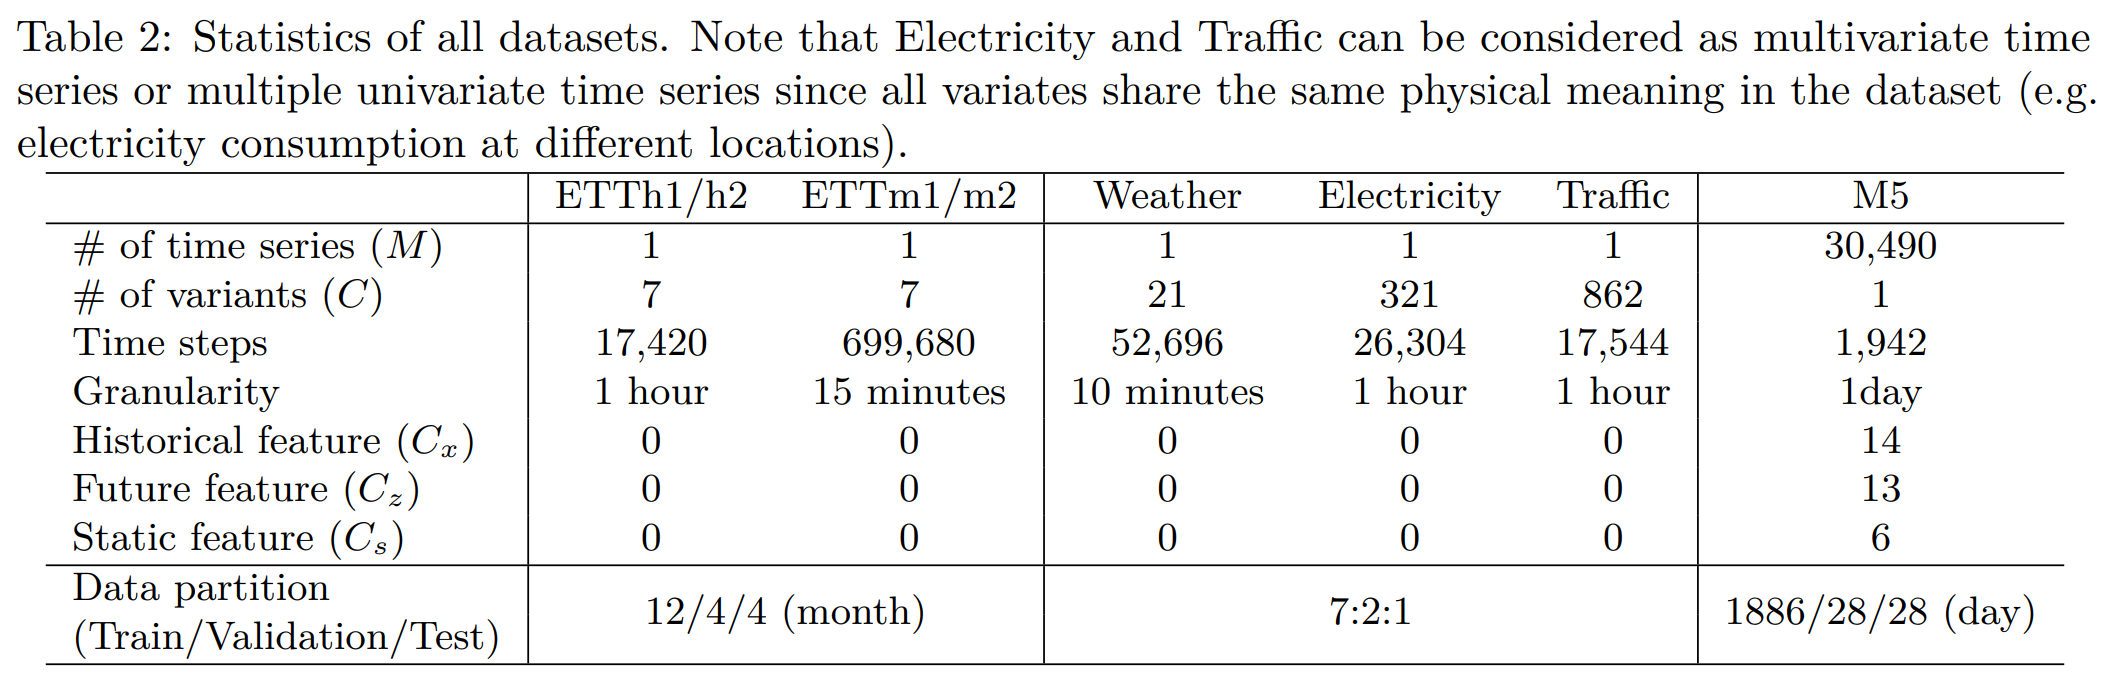 Table 2: Statistics of all datasets. Note that Electricity and Traffic can be considered as multivariate time
series or multiple univariate time series since all variates share the same physical meaning in the dataset (e.g.
electricity consumption at different locations).
ETTh1/h2 ETTm1/m2 Weather Electricity Traffic M5
# of time series (M) 1 1 1 1 1 30,490
# of variants (C) 7 7 21 321 862 1
Time steps 17,420 699,680 52,696 26,304 17,544 1,942
Granularity 1 hour 15 minutes 10 minutes 1 hour 1 hour 1day
Historical feature (Cx) 0 0 0 0 0 14
Future feature (Cz) 0 0 0 0 0 13
Static feature (Cs) 0 0 0 0 0 6
Data partition
(Train/Validation/Test) 12/4/4 (month) 7:2:1 1886/28/28 (day)